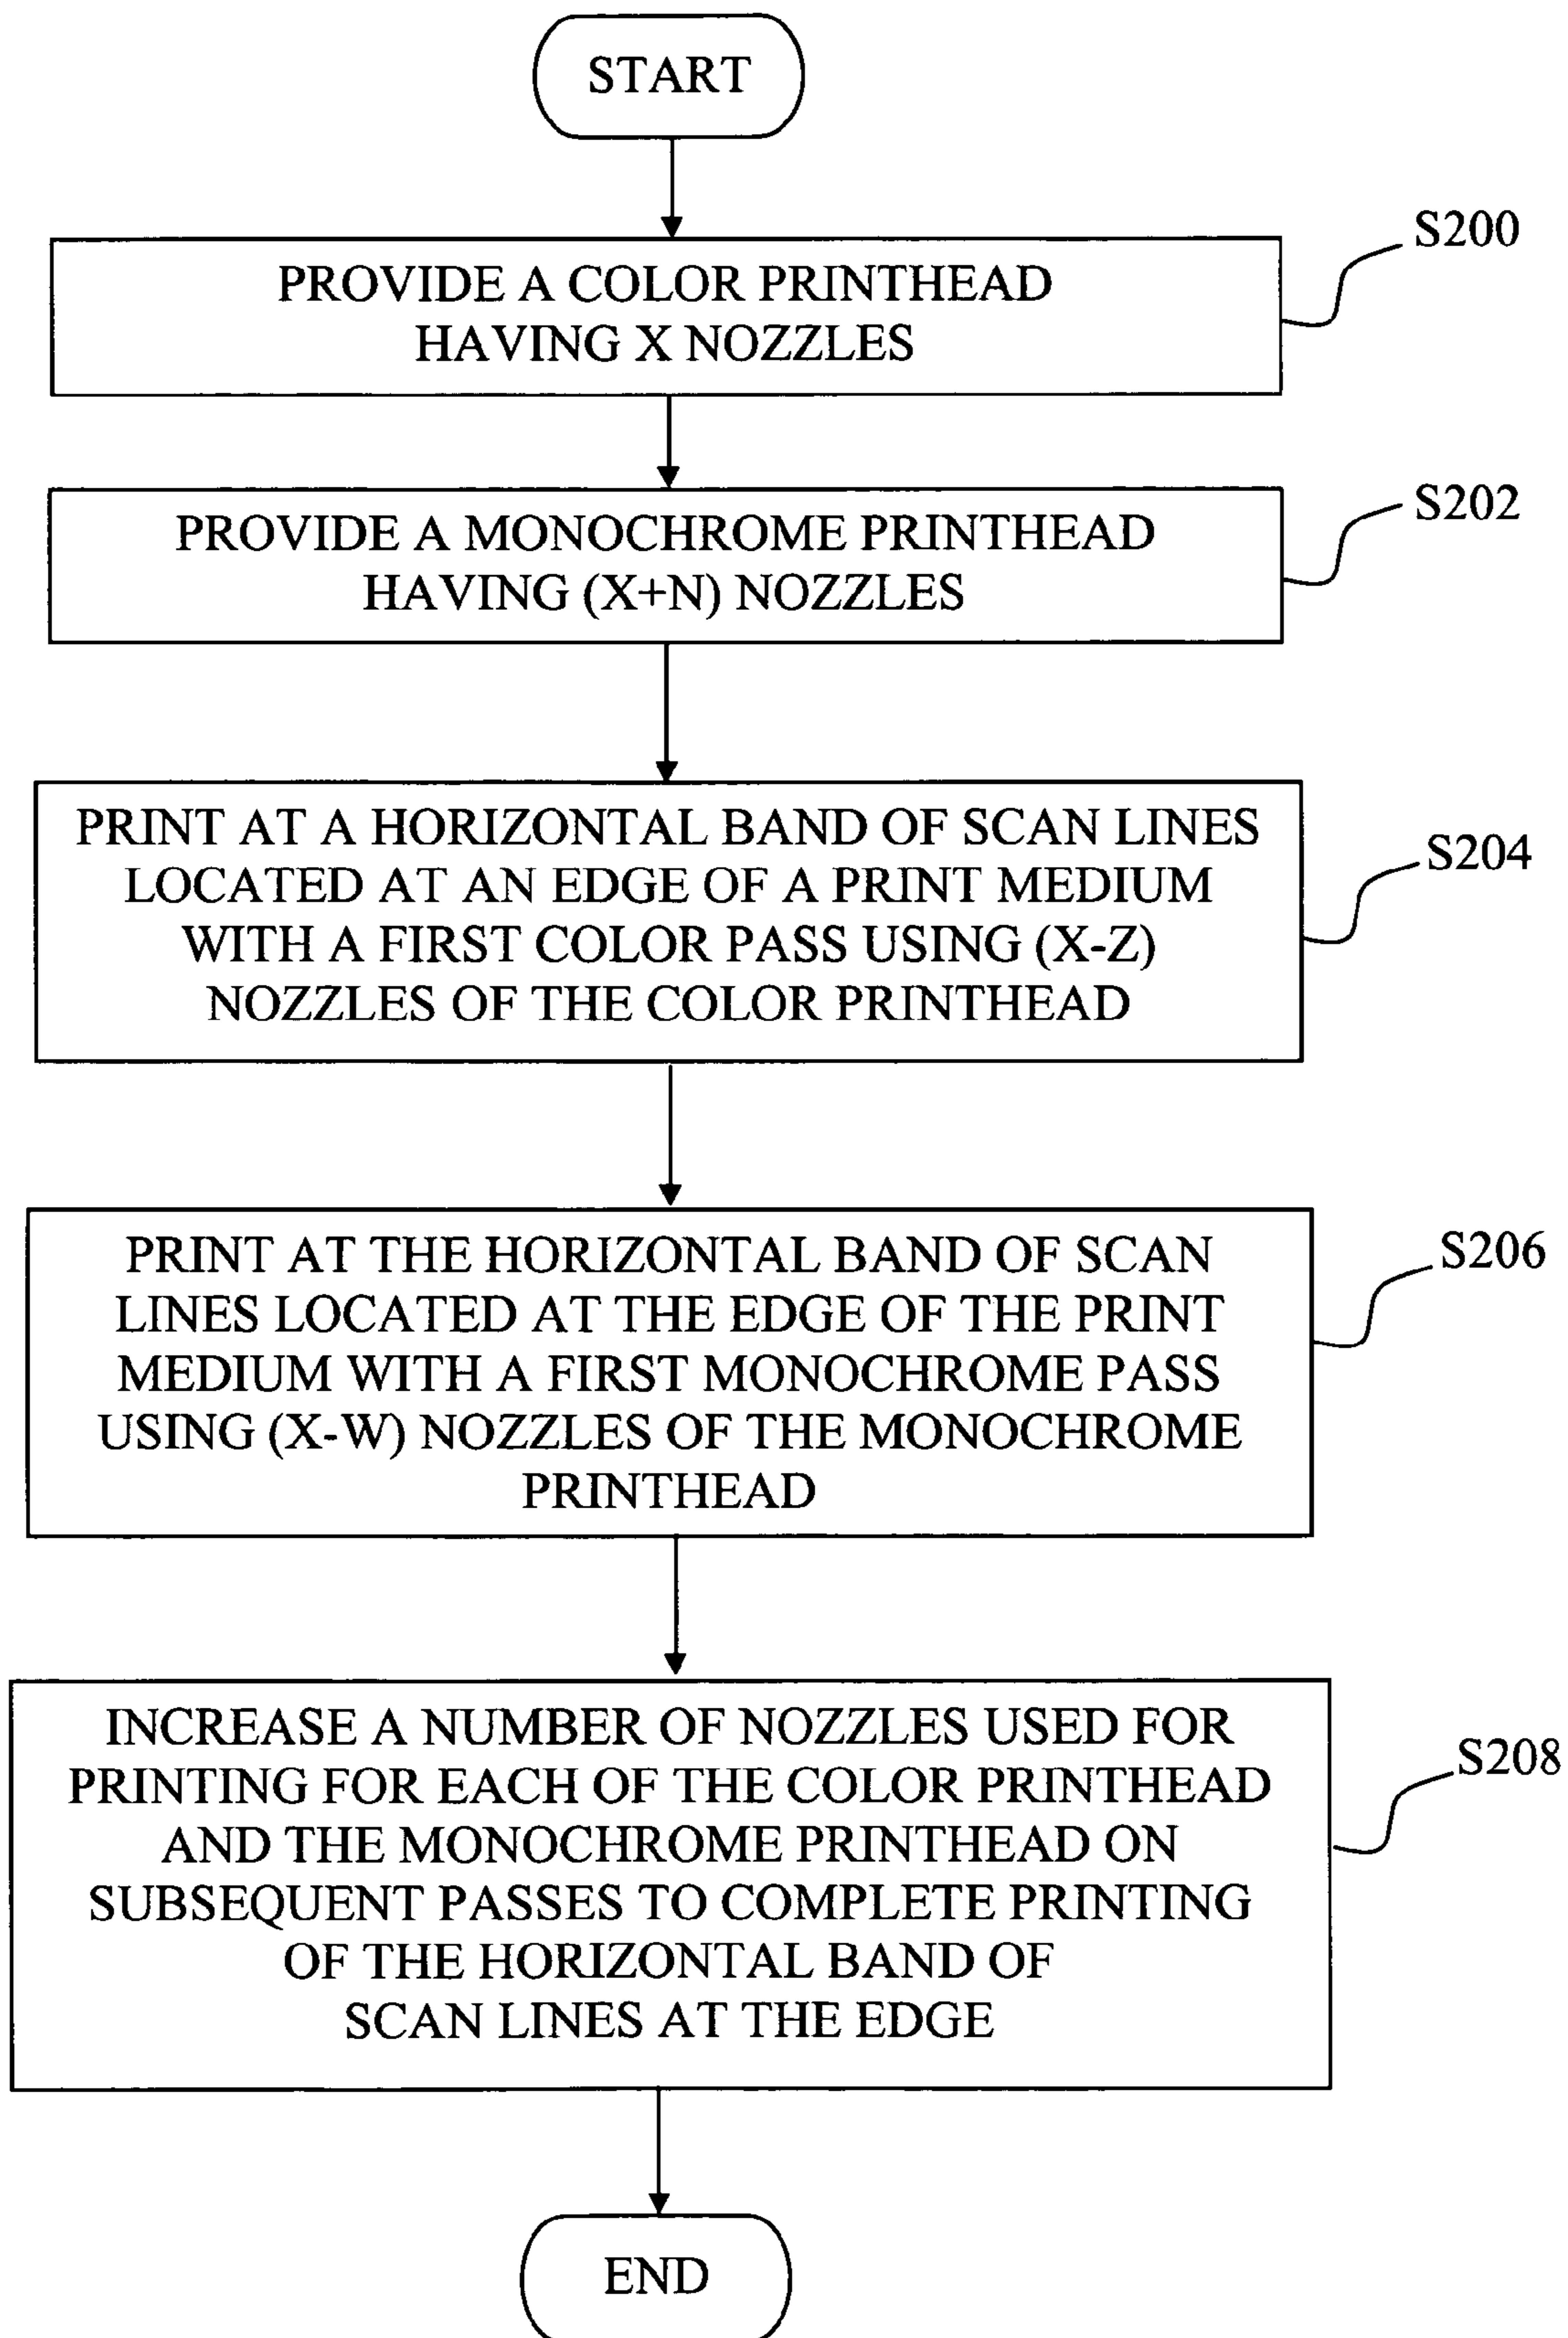 START
S200
PROVIDE A COLOR PRINTHEAD
HAVING X NOZZLES
S202
PROVIDE A MONOCHROME PRINTHEAD
HAVING (X+N) NOZZLES
PRINT AT A HORIZONTAL BAND OF SCAN LINES
S204
LOCATED AT AN EDGE OF A PRINT MEDIUM
WITH A FIRST COLOR PASS USING (X-Z)
NOZZLES OF THE COLOR PRINTHEAD
S206
PRINT AT THE HORIZONTAL BAND OF SCAN
LINES LOCATED AT THE EDGE OF THE PRINT
MEDIUM WITH A FIRST MONOCHROME PASS
USING (X-W) NOZZLES OF THE MONOCHROME
PRINTHEAD
INCREASE A NUMBER OF NOZZLES USED FOR
S208
PRINTING FOR EACH OF THE COLOR PRINTHEAD
AND THE MONOCHROME PRINTHEAD ON
SUBSEQUENT PASSES TO COMPLETE PRINTING
OF THE HORIZONTAL BAND OF
SCAN LINES AT THE EDGE
END